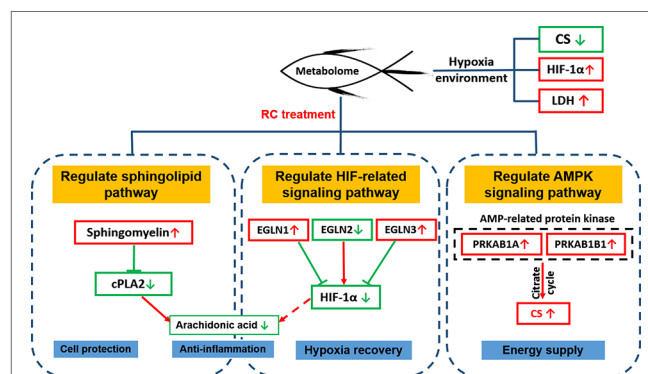 CS ↓
Metabolome
Hypoxia
environment
HIF-1α↑
LDH ↑
RC treatment
Regulate sphingolipid
pathway
Regulate HIF-related
signaling pathway
Regulate AMPK
signaling pathway
Sphingomyelin↑
cPLA2↓
Arachidonic acid ↓
Cell protection
Anti-inflammation
EGLN1↑
EGLN2↓
EGLN3↑
HIF-1α ↓
Hypoxia recovery
AMP-related protein kinase
PRKAB1A↑
PRKAB1B1↑
Citrate
cycle
CS ↑
Energy supply